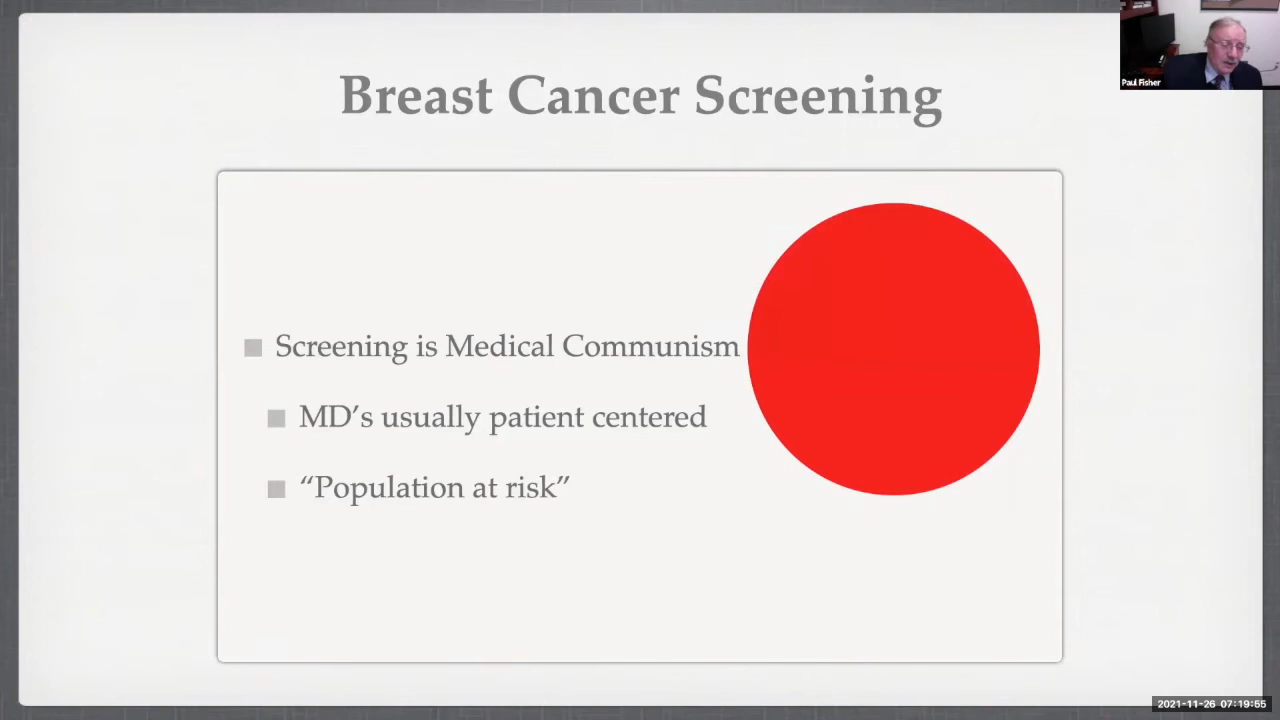 Paul Fisher
Breast Cancer Screening
Screening is Medical Communism
MD’s usually patient centered
“Population at risk”
2021-11-26 07:19:55